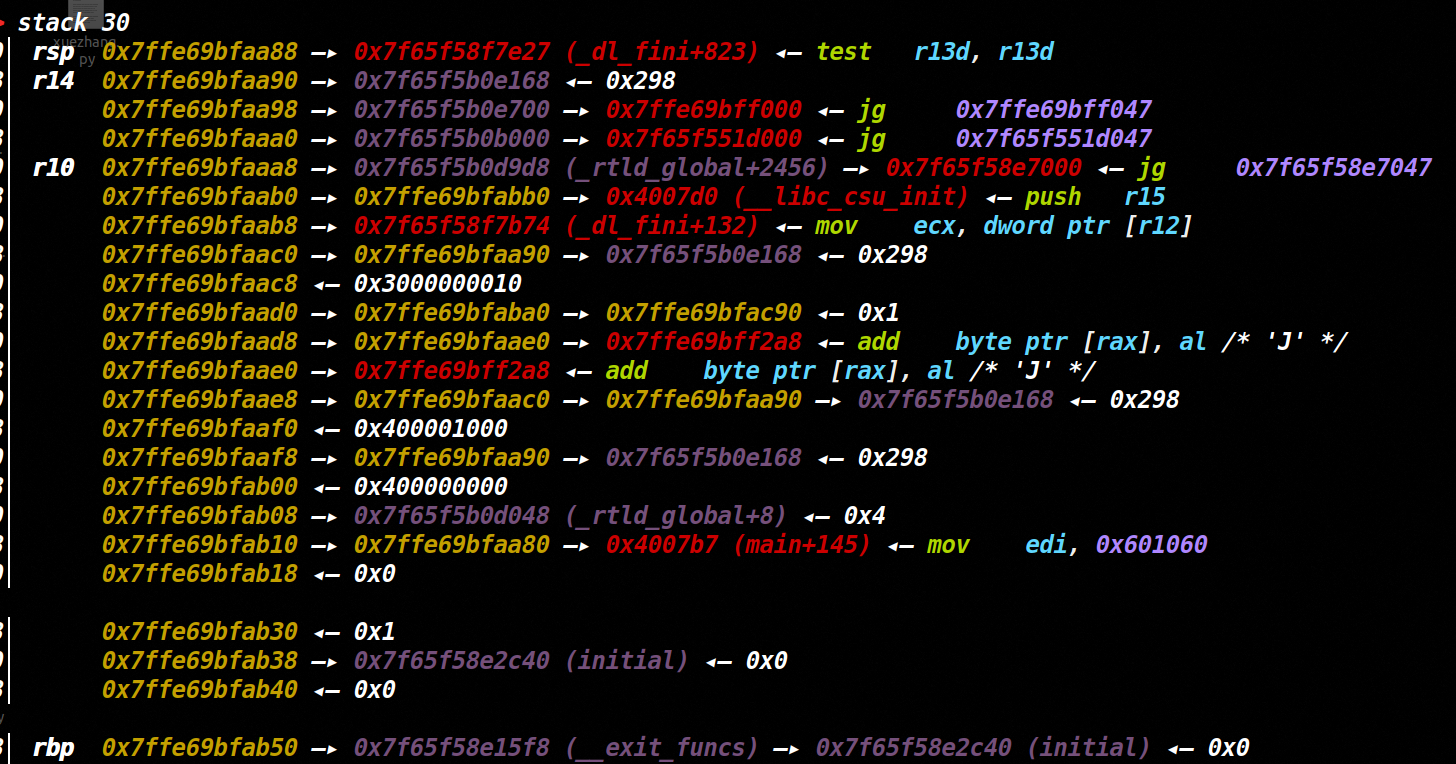 stack 30
xuezhang
py
rsp 0x7ffe69bfaa88 —▸ 0x7f65f58f7e27 (_dl_fini+823) ◂— test r13d, r13d
r14 0x7ffe69bfaa90 —▸ 0x7f65f5b0e168 ◂— 0x298
0x7ffe69bfaa98 —▸ 0x7f65f5b0e700 —▸ 0x7ffe69bff000 ◂— jg 0x7ffe69bff047
0x7ffe69bfaaa0 —▸ 0x7f65f5b0b000 —▸ 0x7f65f551d000 ◂— jg 0x7f65f551d047
r10 0x7ffe69bfaaa8 —▸ 0x7f65f5b0d9d8 (_rtld_global+2456) —▸ 0x7f65f58e7000 ◂— jg 0x7f65f58e7047
0x7ffe69bfaab0 —▸ 0x7ffe69bfabb0 —▸ 0x4007d0 (__libc_csu_init) ◂— push r15
0x7ffe69bfaab8 —▸ 0x7f65f58f7b74 (_dl_fini+132) ◂— mov ecx, dword ptr [r12]
0x7ffe69bfaac0 —▸ 0x7ffe69bfaa90 —▸ 0x7f65f5b0e168 ◂— 0x298
0x7ffe69bfaac8 ◂— 0x3000000010
0x7ffe69bfaad0 —▸ 0x7ffe69bfaba0 —▸ 0x7ffe69bfac90 ◂— 0x1
0x7ffe69bfaad8 —▸ 0x7ffe69bfaae0 —▸ 0x7ffe69bff2a8 ◂— add byte ptr [rax], al /* 'J' */
0x7ffe69bfaae0 —▸ 0x7ffe69bff2a8 ◂— add byte ptr [rax], al /* 'J' */
0x7ffe69bfaae8 —▸ 0x7ffe69bfaac0 —▸ 0x7ffe69bfaa90 —▸ 0x7f65f5b0e168 ◂— 0x298
0x7ffe69bfaaf0 ◂— 0x400001000
0x7ffe69bfaaf8 —▸ 0x7ffe69bfaa90 —▸ 0x7f65f5b0e168 ◂— 0x298
0x7ffe69bfab00 ◂— 0x400000000
0x7ffe69bfab08 —▸ 0x7f65f5b0d048 (_rtld_global+8) ◂— 0x4
0x7ffe69bfab10 —▸ 0x7ffe69bfaa80 —▸ 0x4007b7 (main+145) ◂— mov edi, 0x601060
0x7ffe69bfab18 ◂— 0x0
0x7ffe69bfab30 ◂— 0x1
0x7ffe69bfab38 —▸ 0x7f65f58e2c40 (initial) ◂— 0x0
0x7ffe69bfab40 ◂— 0x0
rbp 0x7ffe69bfab50 —▸ 0x7f65f58e15f8 (__exit_funcs) —▸ 0x7f65f58e2c40 (initial) ◂— 0x0